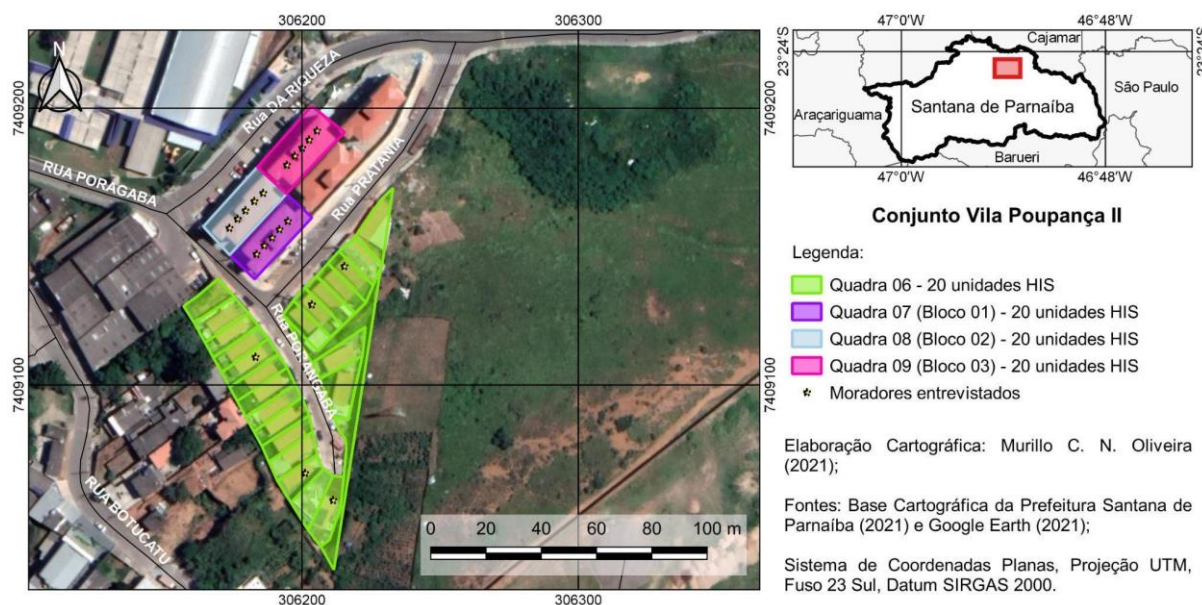 306200
306300
N
7409200
7409200
Rua DA RIQUEZA
RUA PORAGABA
Rua PRATANIA
Rua PORANGABA
7409100
7409100
RUA BOTUCATU
0 20 40 60 80 100 m
306200
306300
47°0'W
46°48'W
23°24'S
23°24'S
Cajamar
São Paulo
Santana de Parnaíba
Araçariguama
Barueri
47°0'W
46°48'W
Conjunto Vila Poupança II
Legenda:
Quadra 06 - 20 unidades HIS
Quadra 07 (Bloco 01) - 20 unidades HIS
Quadra 08 (Bloco 02) - 20 unidades HIS
Quadra 09 (Bloco 03) - 20 unidades HIS
Moradores entrevistados
Elaboração Cartográfica: Murillo C. N. Oliveira
(2021);
Fontes: Base Cartográfica da Prefeitura Santana de
Parnaíba (2021) e Google Earth (2021);
Sistema de Coordenadas Planas, Projeção UTM,
Fuso 23 Sul, Datum SIRGAS 2000.